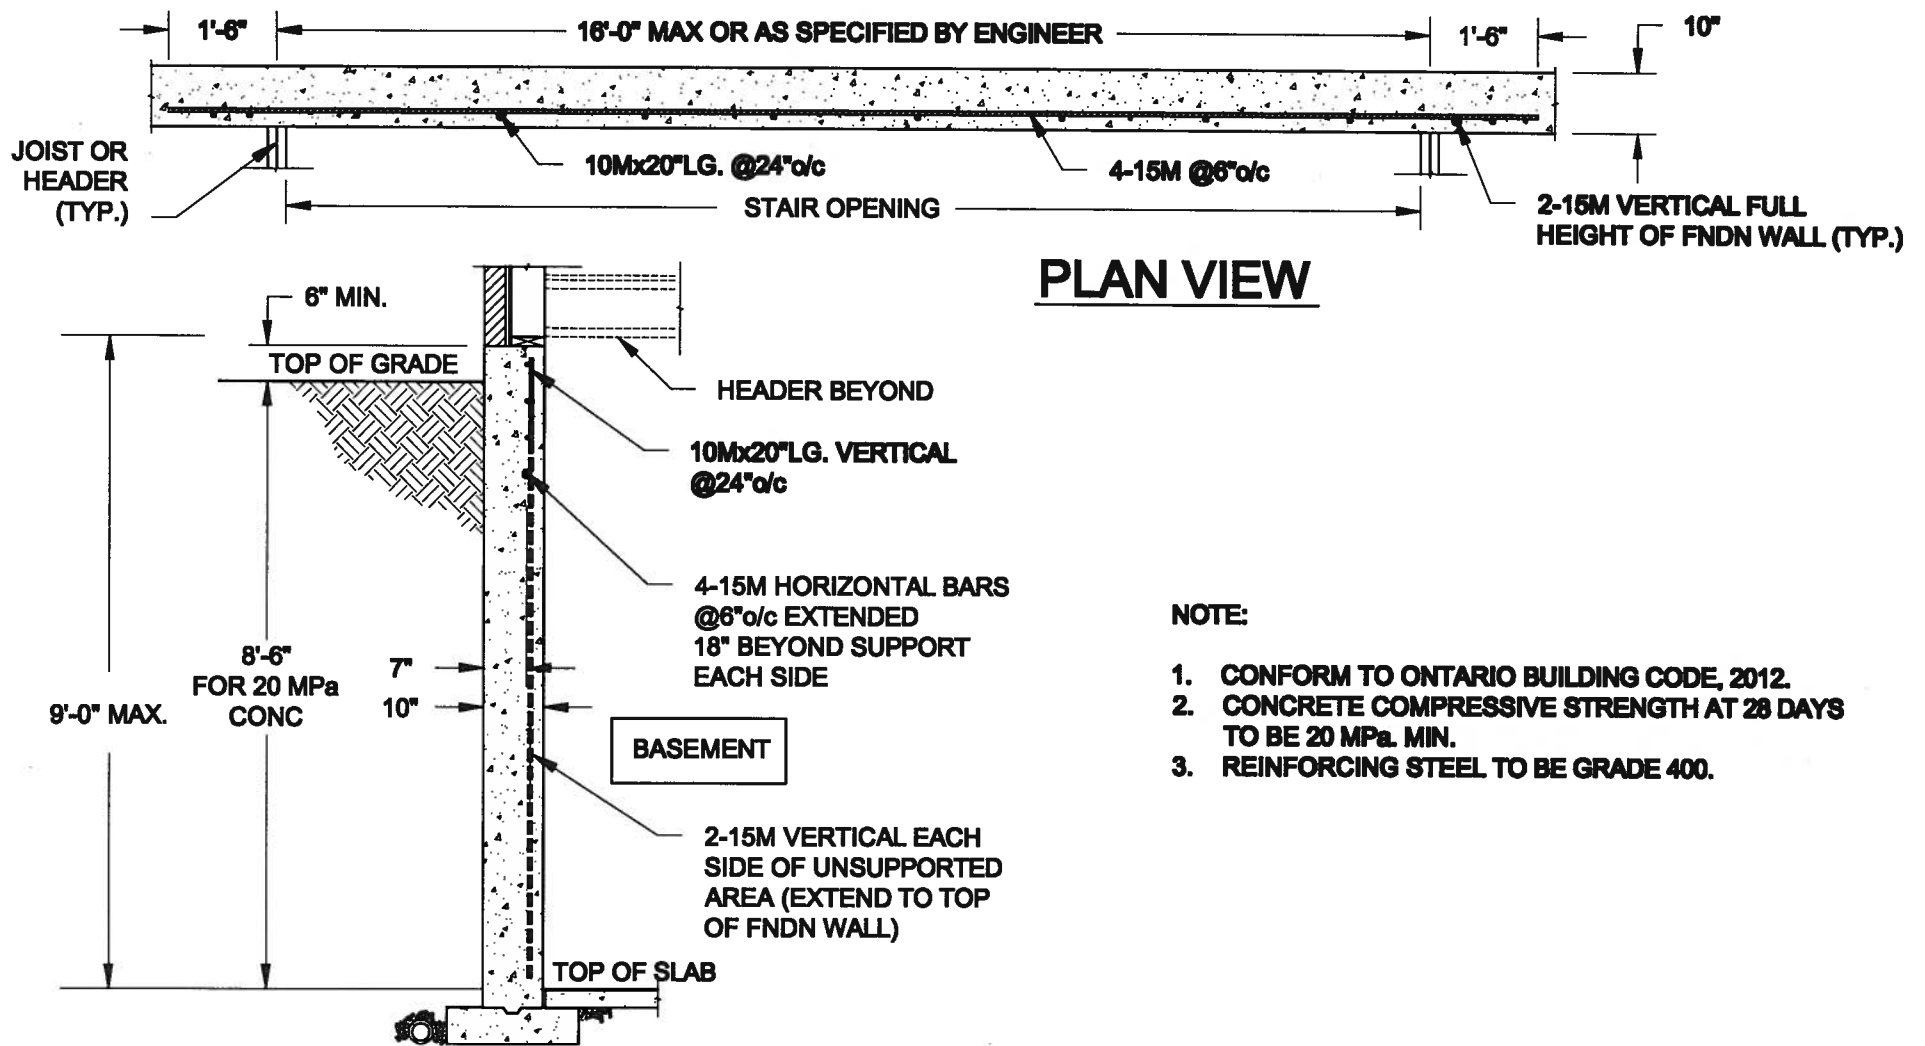 1'-6"
16'-0" MAX OR AS SPECIFIED BY ENGINEER
1'-6"
10"
JOIST OR
HEADER
(TYP.)
10Mx20"LG. @24"o/c
4-15M @6"o/c
STAIR OPENING
2-15M VERTICAL FULL
HEIGHT OF FNDN WALL (TYP.)
PLAN VIEW
6" MIN.
TOP OF GRADE
HEADER BEYOND
10Mx20"LG. VERTICAL
@24"o/c
4-15M HORIZONTAL BARS
@6"o/c EXTENDED
18" BEYOND SUPPORT
EACH SIDE
8'-6"
FOR 20 MPa
CONC
7"
10"
9'-0" MAX.
BASEMENT
2-15M VERTICAL EACH
SIDE OF UNSUPPORTED
AREA (EXTEND TO TOP
OF FNDN WALL)
TOP OF SLAB
NOTE:
1. CONFORM TO ONTARIO BUILDING CODE, 2012.
2. CONCRETE COMPRESSIVE STRENGTH AT 28 DAYS
TO BE 20 MPa. MIN.
3. REINFORCING STEEL TO BE GRADE 400.